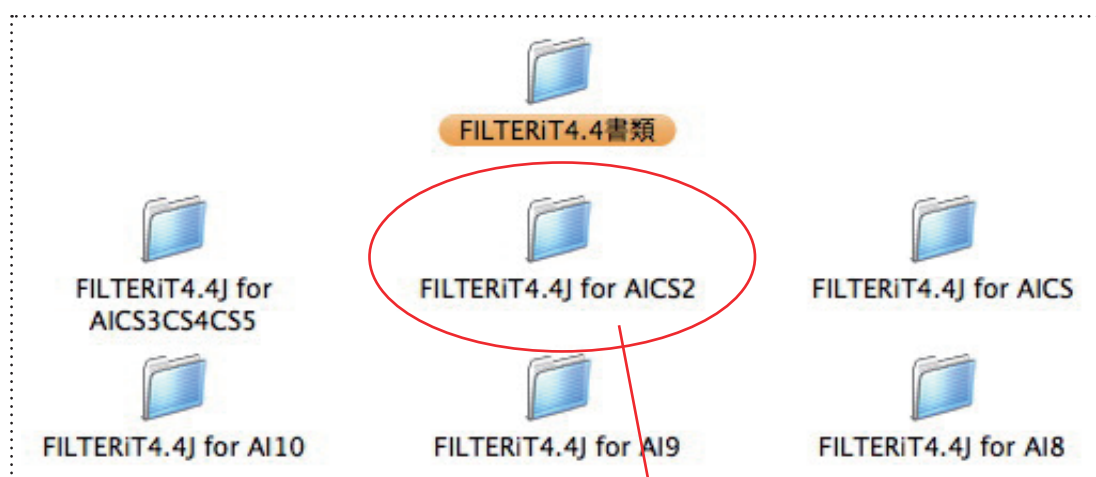 FILTERiT4.4書類
FILTERiT4.4J for
AICS3CS4CS5
FILTERiT4.4J for AICS2
FILTERiT4.4J for AICS
FILTERiT4.4J for AI10
FILTERiT4.4J for AI9
FILTERiT4.4J for AI8